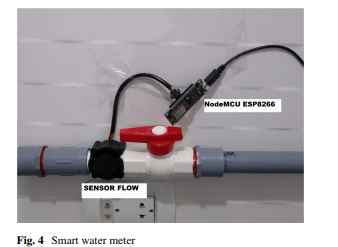 NodeMCU ESP8266
SENSOR FLOW
Fig. 4 Smart water meter